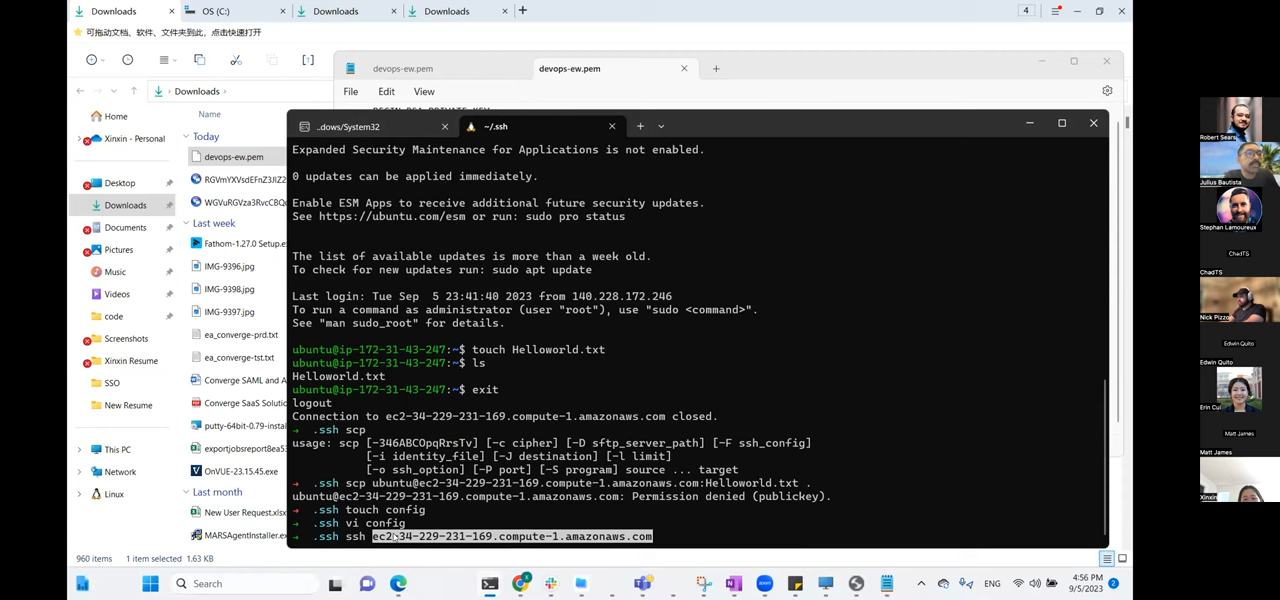 Downloads
OS (C:)
Downloads
Downloads
4
可拖动文档、软件、文件夹到此，点击快速打开
devops-ew.pem
devops-ew.pem
Downloads
File Edit View
Home
Name
Xinxin - Personal
Today
devops-ew.pem
Desktop
Downloads
WGVuRGVza3RvcCBQc
Documents
Last week
Pictures
Fathom-1.27.0 Setup.ex
Music
IMG-9396.jpg
Videos
IMG-9398.jpg
code
IMG-9397.jpg
Screenshots
ea_converge-prd.txt
Xinxin Resume
ea_converge-tst.txt
SSO
Converge SAML and A
New Resume
Converge SaaS Solutio
putty-64bit-0.79-instal
This PC
exportjobsreport8ea53
Network
OnVUE-23.15.45.exe
Linux
Last month
New User Request.xlsx
MARSAgentInstaller.ex
960 items 1 item selected 1.63 KB
..dows/System32
~/.ssh
Expanded Security Maintenance for Applications is not enabled.
0 updates can be applied immediately.
Enable ESM Apps to receive additional future security updates.
See https://ubuntu.com/esm or run: sudo pro status
The list of available updates is more than a week old.
To check for new updates run: sudo apt update
Last login: Tue Sep  5 23:41:40 2023 from 140.228.172.246
To run a command as administrator (user "root"), use "sudo <command>".
See "man sudo_root" for details.
ubuntu@ip-172-31-43-247:~$ touch Helloworld.txt
ubuntu@ip-172-31-43-247:~$ ls
Helloworld.txt
ubuntu@ip-172-31-43-247:~$ exit
logout
Connection to ec2-34-229-231-169.compute-1.amazonaws.com closed.
→ .ssh scp
usage: scp [-346ABCOpqRrsTv] [-c cipher] [-D sftp_server_path] [-F ssh_config]
[-i identity_file] [-J destination] [-l limit]
[-o ssh_option] [-P port] [-S program] source ... target
→ .ssh scp ubuntu@ec2-34-229-231-169.compute-1.amazonaws.com:Helloworld.txt .
ubuntu@ec2-34-229-231-169.compute-1.amazonaws.com: Permission denied (publickey).
→ .ssh touch config
→ .ssh vi config
→ .ssh ssh ec2-34-229-231-169.compute-1.amazonaws.com
Search
ENG
4:56 PM
9/5/2023
2
Robert Sears
Julius Bautista
Stephan Lamoureux
ChadTS
ChadTS
Nick Pizzo
Edwin Quito
Edwin Quito
Erin Cui
Matt James
Matt James
Xinxin